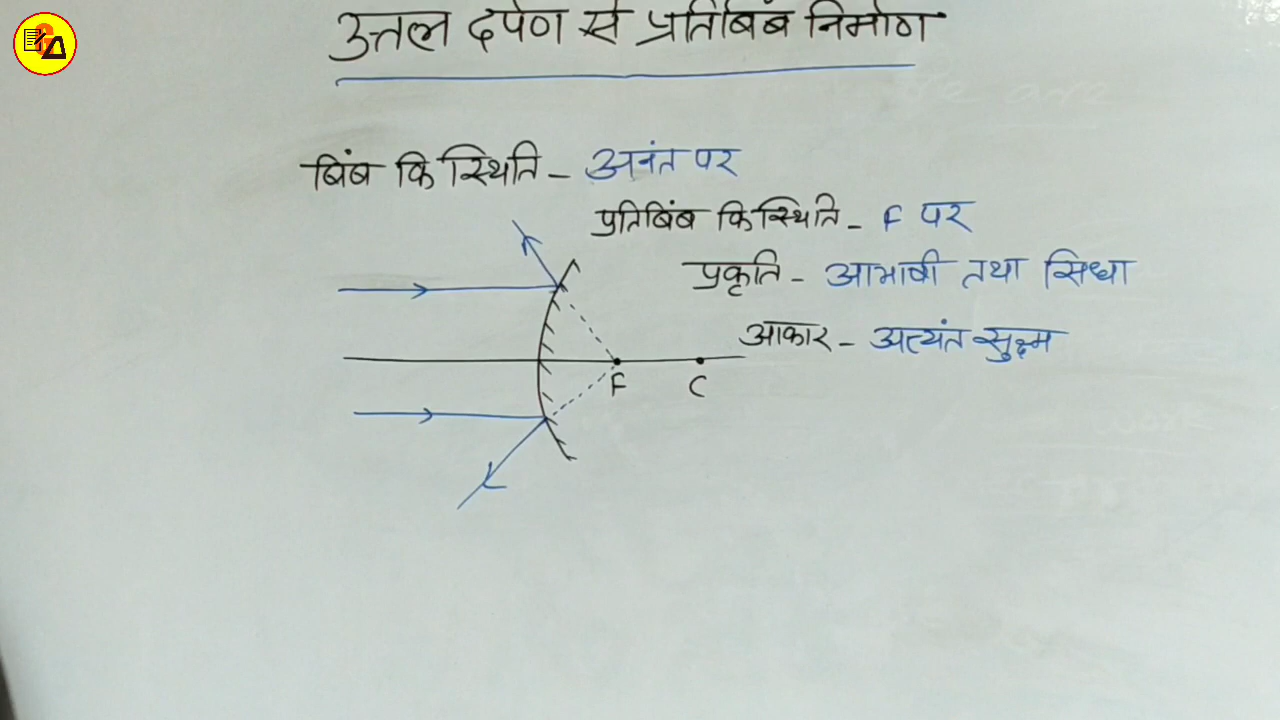 उत्तल दर्पण से प्रतिबिंब निर्माण
बिंब कि स्थिति - अनंत पर
प्रतिबिंब कि स्थिति - F पर
प्रकृति - आभाषी तथा सिधा
आकार - अत्यंत सुक्ष्म
F C